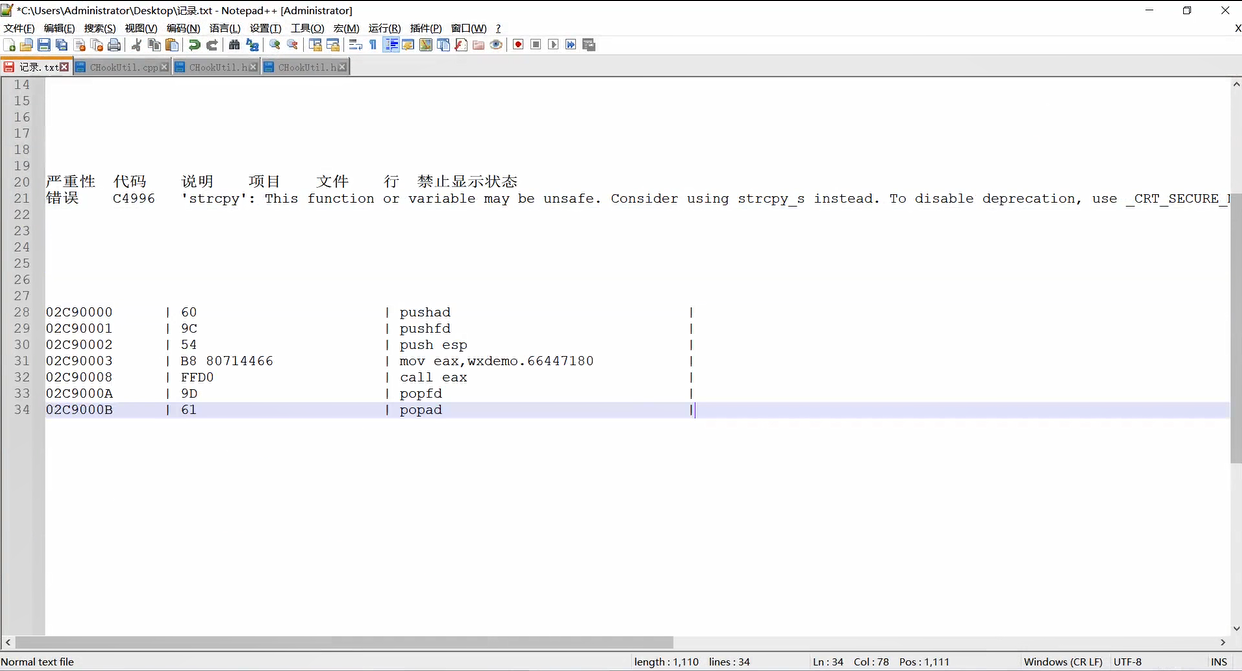 *C:\Users\Administrator\Desktop\记录.txt - Notepad++ [Administrator]
文件(F) 编辑(E) 搜索(S) 视图(V) 编码(N) 语言(L) 设置(T) 工具(O) 宏(M) 运行(R) 插件(P) 窗口(W) ?
X
记录.txt CHookUtil.cpp CHookUtil.h CHookUtil.h
14
15
16
17
18
19
20 严重性 代码 说明 项目 文件 行 禁止显示状态
21 错误 C4996 'strcpy': This function or variable may be unsafe. Consider using strcpy_s instead. To disable deprecation, use _CRT_SECURE_
22
23
24
25
26
27
28 02C90000 | 60 | pushad |
29 02C90001 | 9C | pushfd |
30 02C90002 | 54 | push esp |
31 02C90003 | B8 80714466 | mov eax,wxdemo.66447180 |
32 02C90008 | FFD0 | call eax |
33 02C9000A | 9D | popfd |
34 02C9000B | 61 | popad |
Normal text file length : 1,110 lines : 34 Ln : 34 Col : 78 Pos : 1,111 Windows (CR LF) UTF-8 INS